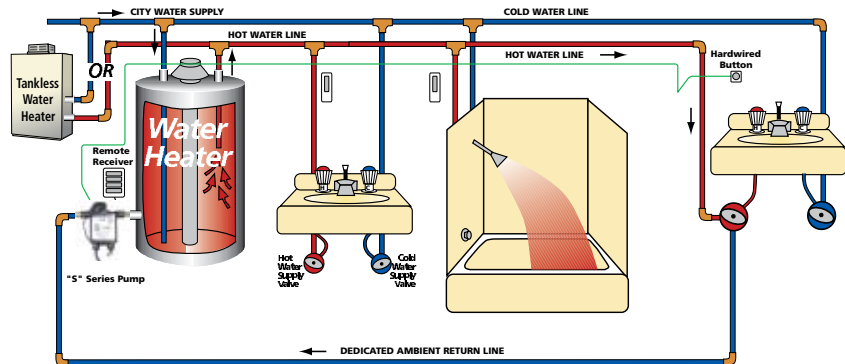 CITY WATER SUPPLY
COLD WATER LINE
HOT WATER LINE
HOT WATER LINE
Hardwired
Button
OR
Tankless
Water
Heater
Water
Heater
Remote
Receiver
"S" Series Pump
Hot
Water
Supply
Valve
Cold
Water
Supply
Valve
DEDICATED AMBIENT RETURN LINE